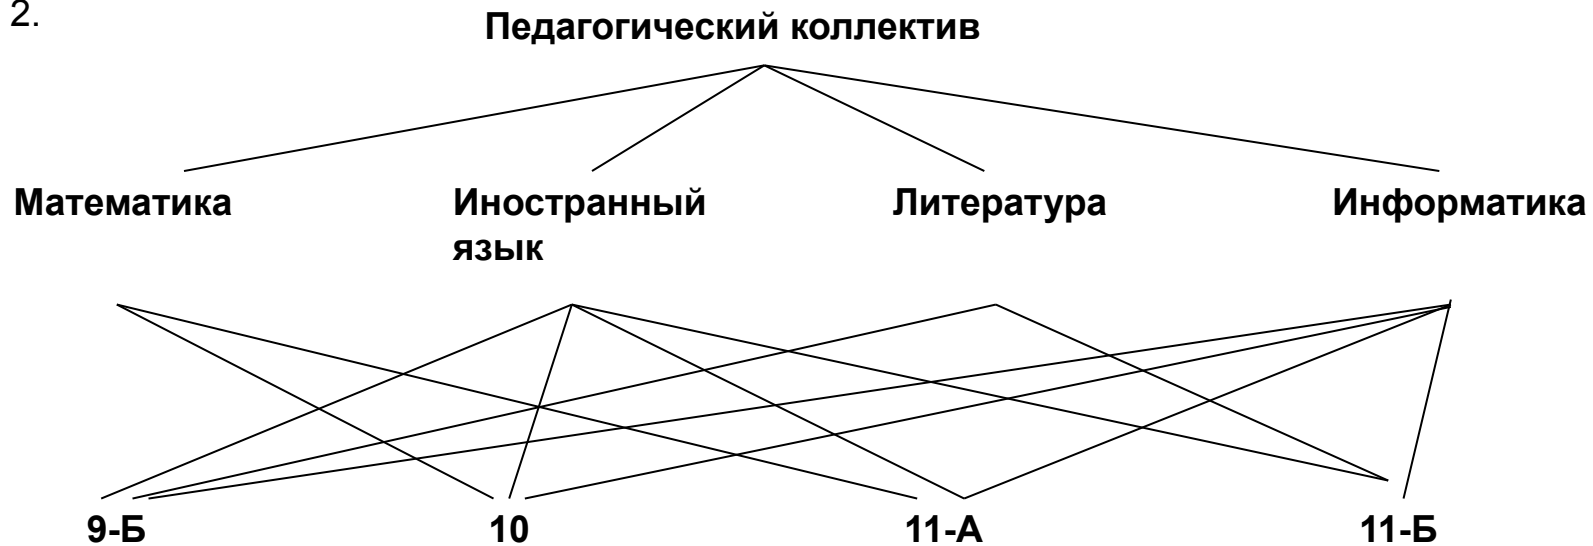 2.
Педагогический коллектив
Математика
Иностранный
язык
Литература
Информатика
9-Б
10
11-А
11-Б